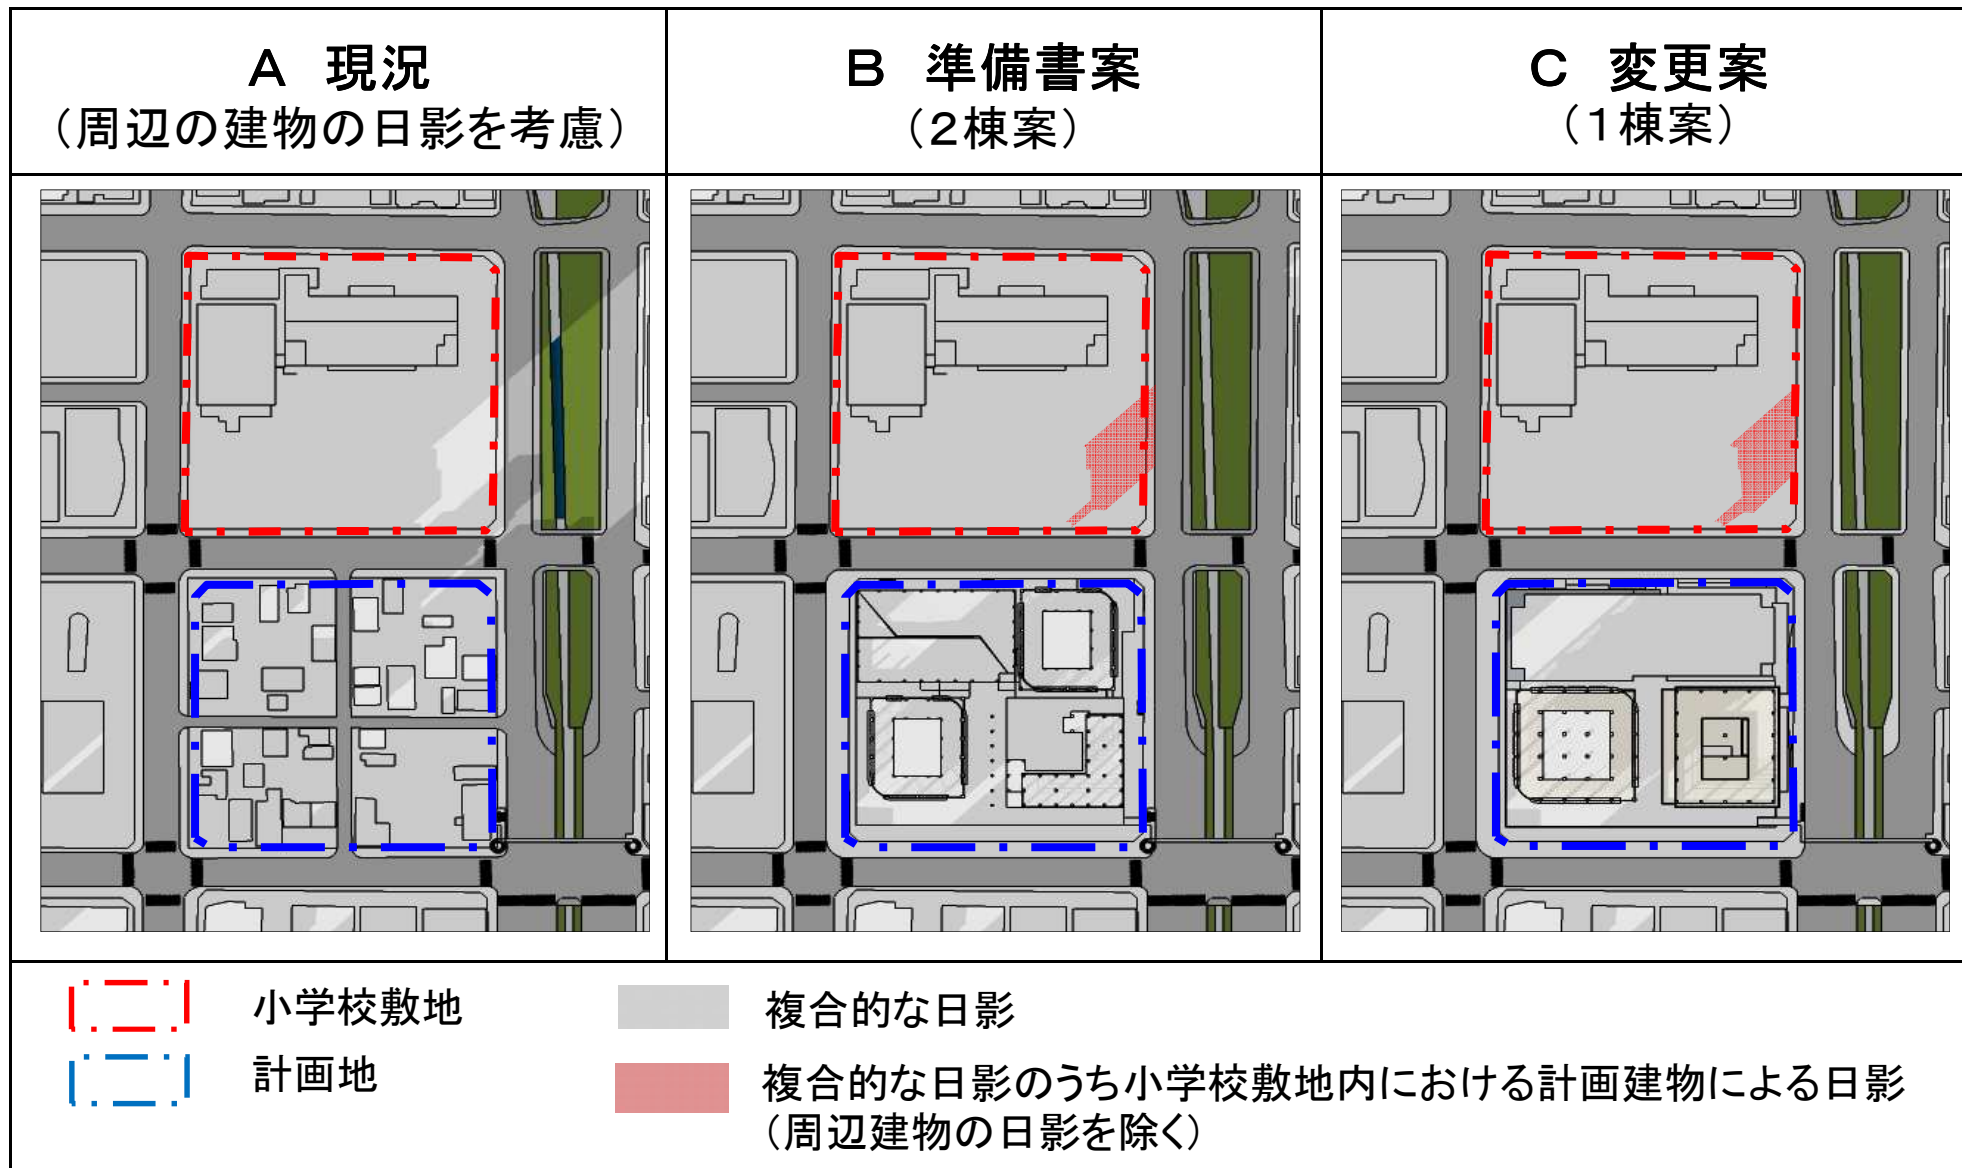 A 現況
（周辺の建物の日影を考慮）
B 準備書案
（2棟案）
C 変更案
（1棟案）
小学校敷地
計画地
複合的な日影
複合的な日影のうち小学校敷地内における計画建物による日影
（周辺建物の日影を除く）